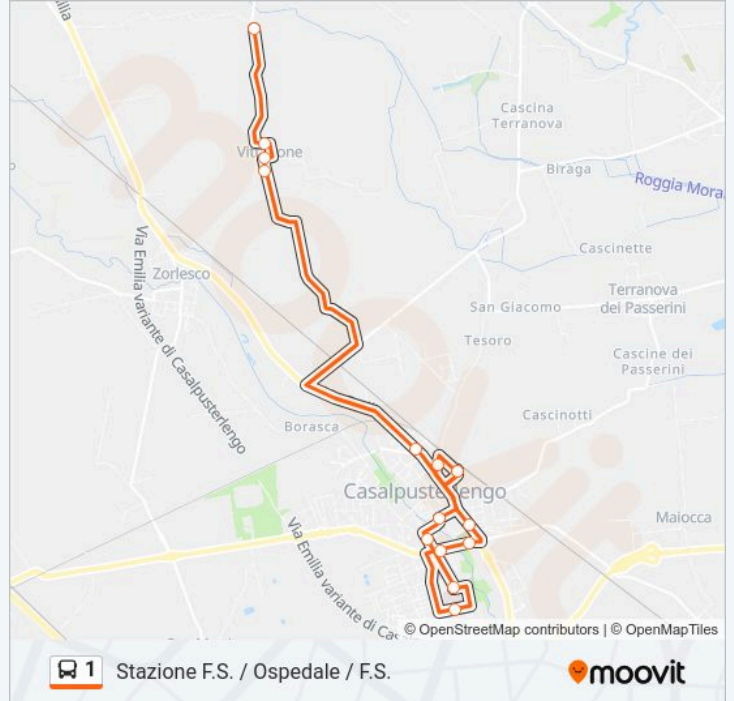 Cascina
Terranova
Biraga
Roggia Mora
Cascinette
Via Emilia variante di Casalpusterlengo
Zorlesco
Terranova
dei Passerini
San Giacomo
Tesoro
Cascine dei
Passerini
Cascinotti
Borasca
Casalpusterlengo
Maiocca
Via Emilia variante di Cas
© OpenStreetMap contributors | © OpenMapTiles
1 Stazione F.S. / Ospedale / F.S.
moovit